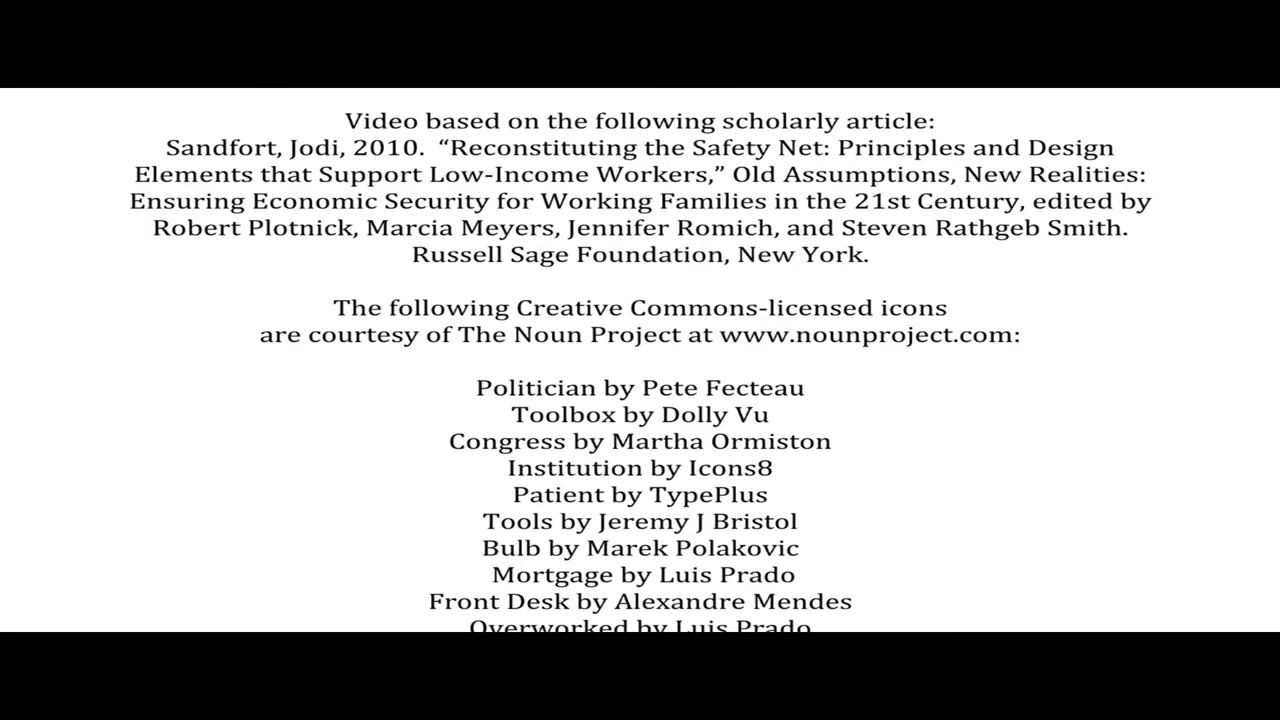 Video based on the following scholarly article:
Sandfort, Jodi, 2010. “Reconstituting the Safety Net: Principles and Design
Elements that Support Low-Income Workers,” Old Assumptions, New Realities:
Ensuring Economic Security for Working Families in the 21st Century, edited by
Robert Plotnick, Marcia Meyers, Jennifer Romich, and Steven Rathgeb Smith.
Russell Sage Foundation, New York.
The following Creative Commons-licensed icons
are courtesy of The Noun Project at www.nounproject.com:
Politician by Pete Fecteau
Toolbox by Dolly Vu
Congress by Martha Ormiston
Institution by Icons8
Patient by TypePlus
Tools by Jeremy J Bristol
Bulb by Marek Polakovic
Mortgage by Luis Prado
Front Desk by Alexandre Mendes
Overworked by Luis Prado